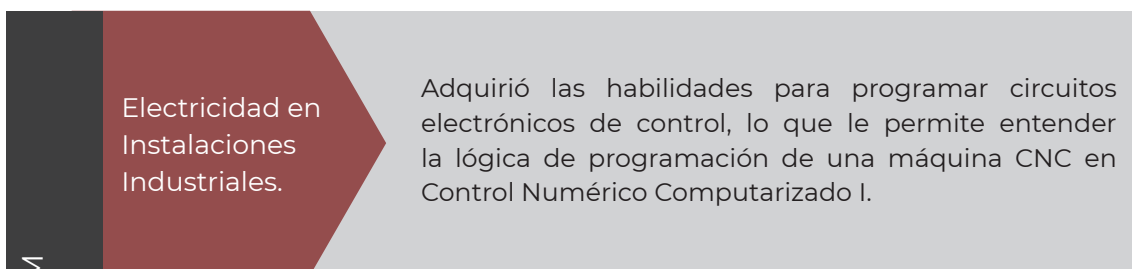 Electricidad en
Instalaciones
Industriales.
Adquirió las habilidades para programar circuitos
electrónicos de control, lo que le permite entender
la lógica de programación de una máquina CNC en
Control Numérico Computarizado I.
M